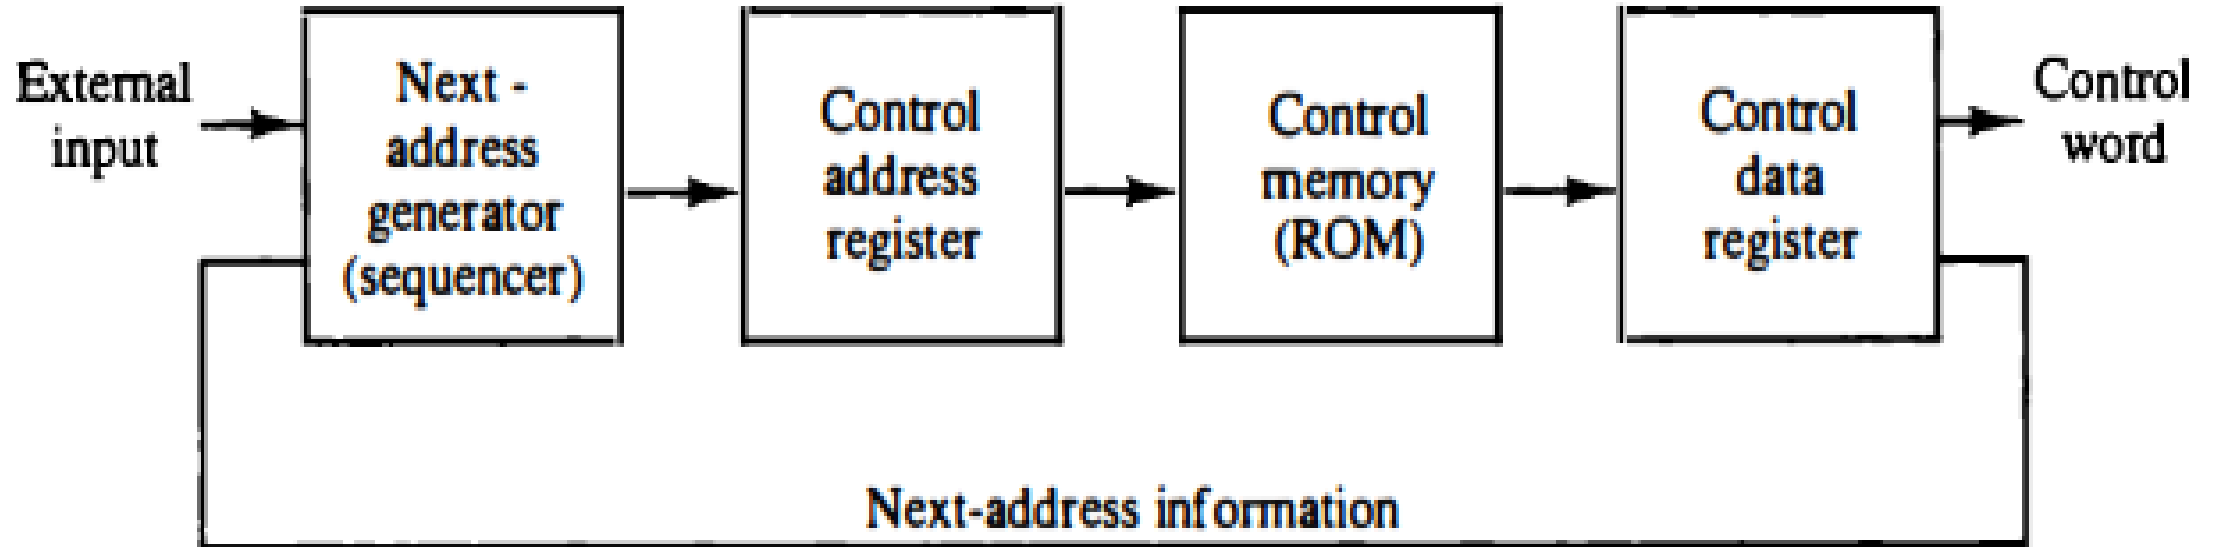 External
input
Next -
address
generator
(sequencer)
Control
address
register
Control
memory
(ROM)
Control
data
register
Control
word
Next-address information